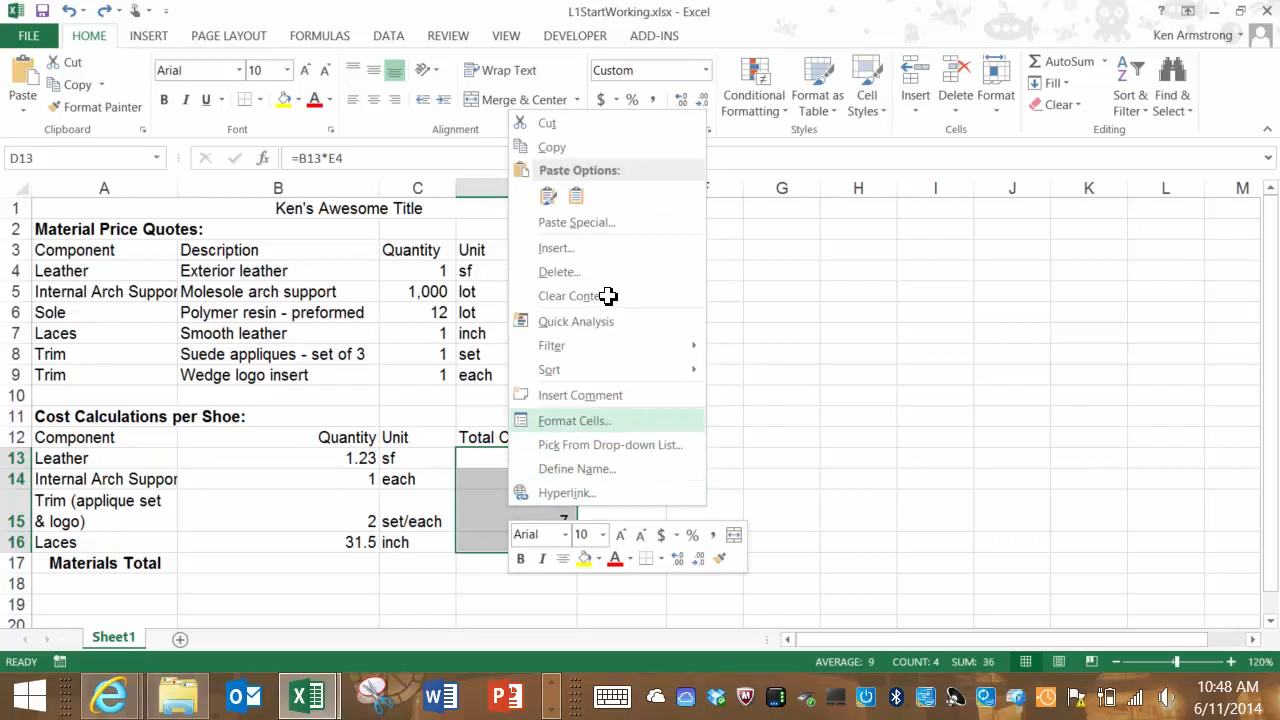 L1StartWorking.xlsx - Excel
FILE HOME INSERT PAGE LAYOUT FORMULAS DATA REVIEW VIEW DEVELOPER ADD-INS Ken Armstrong
Paste
Cut
Copy
Format Painter
Clipboard
Arial 10
B I U
Font
Wrap Text
Merge & Center
Alignment
Custom
$ % ,
Conditional Formatting
Format as Table
Cell Styles
Styles
Insert Delete Format
Cells
AutoSum
Fill
Clear
Sort & Filter
Find & Select
Editing
D13 fx =B13*E4
A B C F G H I J K L M
1 Ken's Awesome Title
2 Material Price Quotes:
3 Component Description Quantity Unit
4 Leather Exterior leather 1 sf
5 Internal Arch Suppor Molesole arch support 1,000 lot
6 Sole Polymer resin - preformed 12 lot
7 Laces Smooth leather 1 inch
8 Trim Suede appliques - set of 3 1 set
9 Trim Wedge logo insert 1 each
10
11 Cost Calculations per Shoe:
12 Component Quantity Unit Total C
13 Leather 1.23 sf
14 Internal Arch Suppor 1 each
Trim (applique set
15 & logo) 2 set/each 7
16 Laces 31.5 inch
17 Materials Total
18
19
20
Cut
Copy
Paste Options:
Paste Special...
Insert...
Delete...
Clear Conte
Quick Analysis
Filter
Sort
Insert Comment
Format Cells...
Pick From Drop-down List...
Define Name...
Hyperlink...
Arial 10 $ % ,
B I A
Sheet1
READY AVERAGE: 9 COUNT: 4 SUM: 36 120%
10:48 AM
6/11/2014